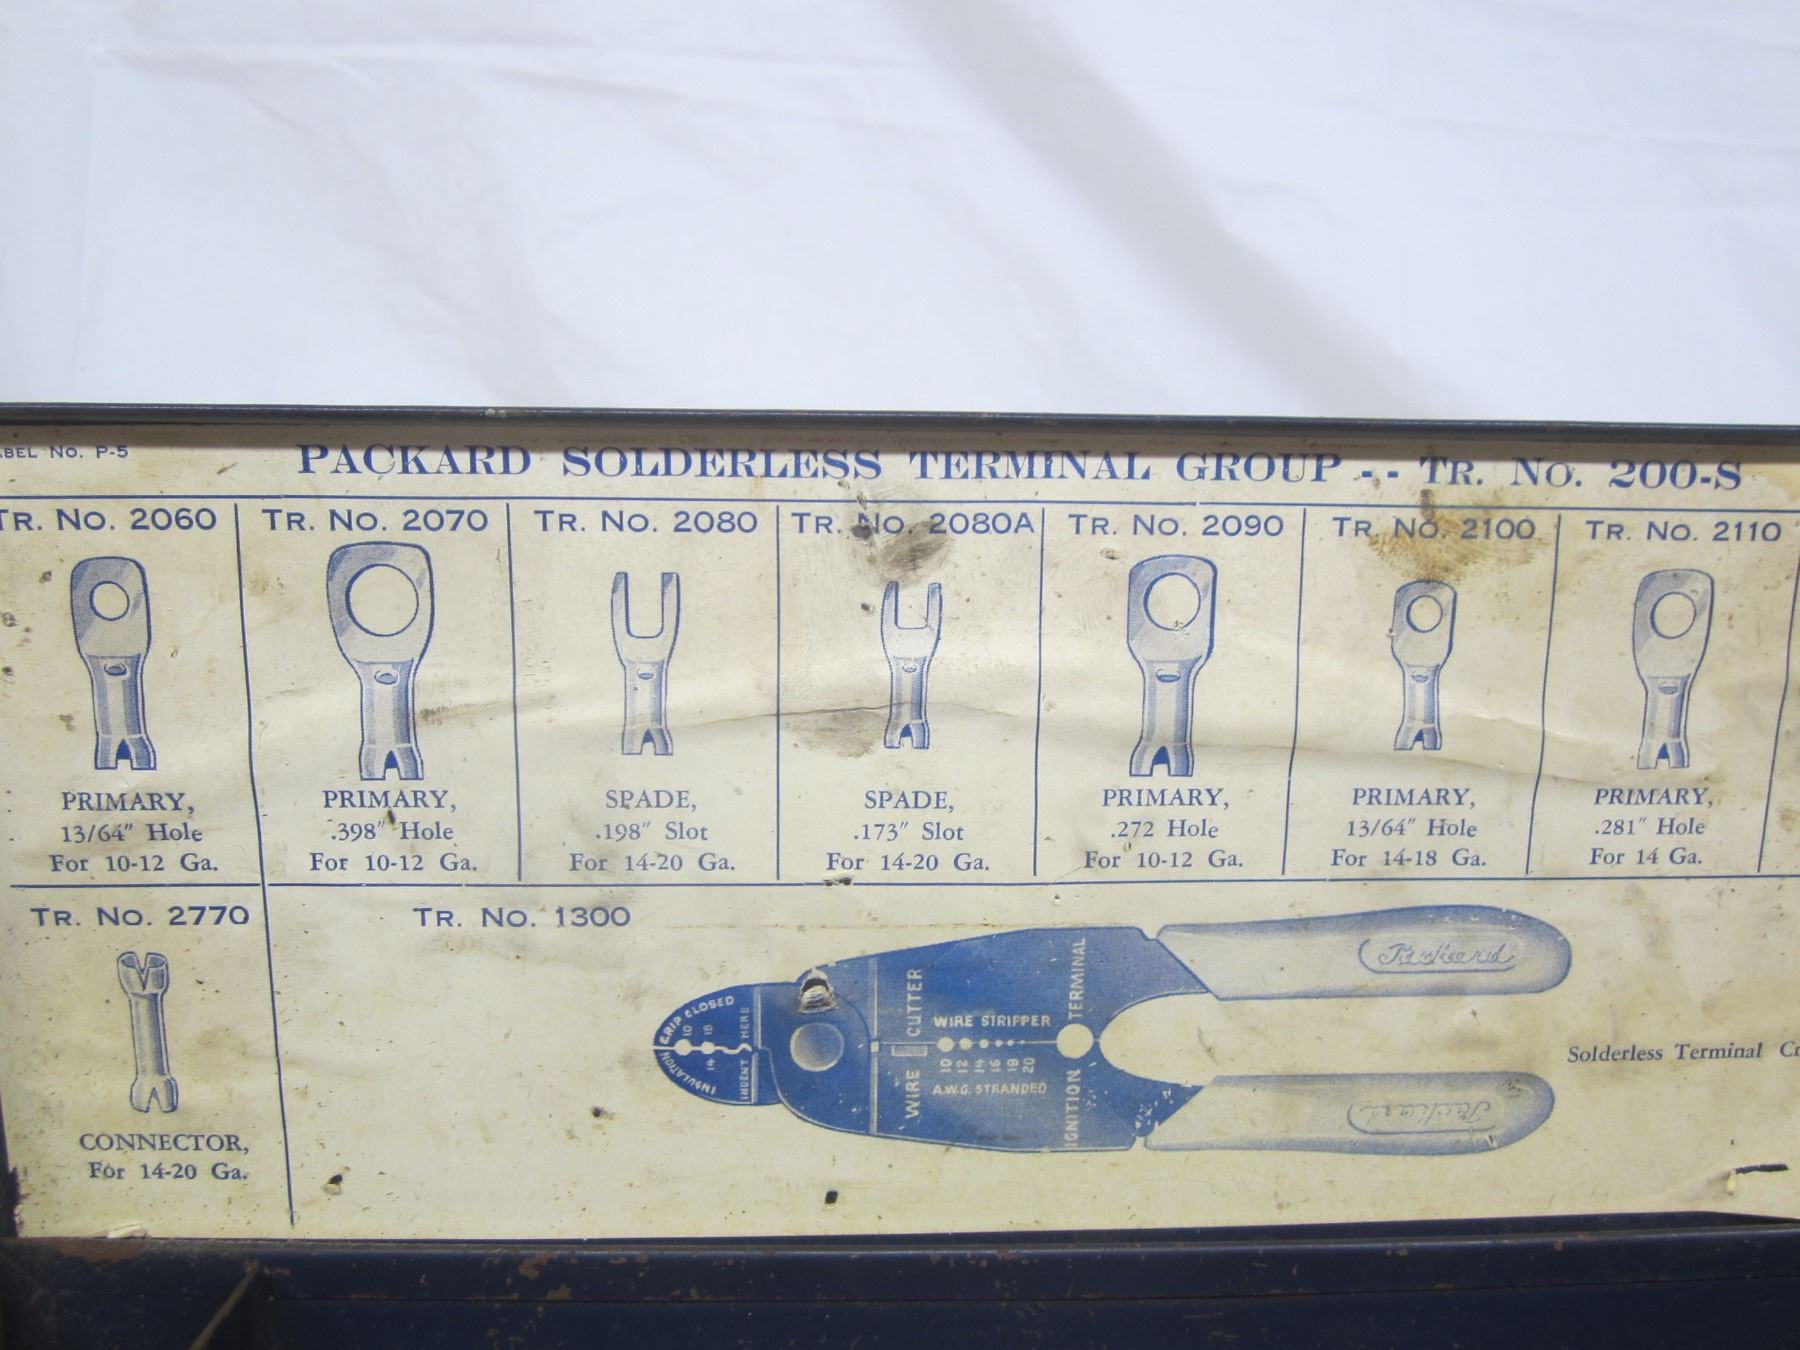 No. P-5
PACKARD SOLDERLESS TERMINAL GROUP -- TR. No. 200-S
TR. No. 2060
TR. No. 2070
TR. No. 2080
TR. No. 2080A
TR. No. 2090
TR. No. 2100
TR. No. 2110
PRIMARY,
13/64" Hole
For 10-12 Ga.
PRIMARY,
.398" Hole
For 10-12 Ga.
SPADE,
.198" Slot
For 14-20 Ga.
SPADE,
.173" Slot
For 14-20 Ga.
PRIMARY,
.272 Hole
For 10-12 Ga.
PRIMARY,
13/64" Hole
For 14-18 Ga.
PRIMARY,
.281" Hole
For 14 Ga.
TR. No. 2770
CONNECTOR,
For 14-20 Ga.
TR. No. 1300
INSULATION GRIP CLOSED
10 18
14
INDENT HERE
WIRE CUTTER
WIRE STRIPPER
10 12 14 16 18 20
A.W.G. STRANDED
IGNITION TERMINAL
Packard
Packard
Solderless Terminal